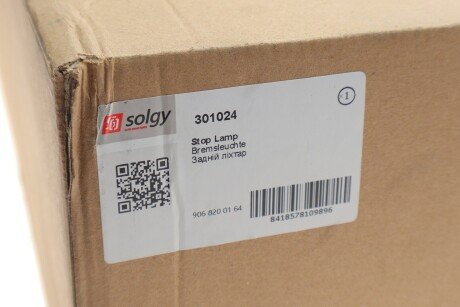 solgy
301024
1
Stop Lamp
Bremsleuchte
Задній ліхтар
906 820 01 64
8418578109896